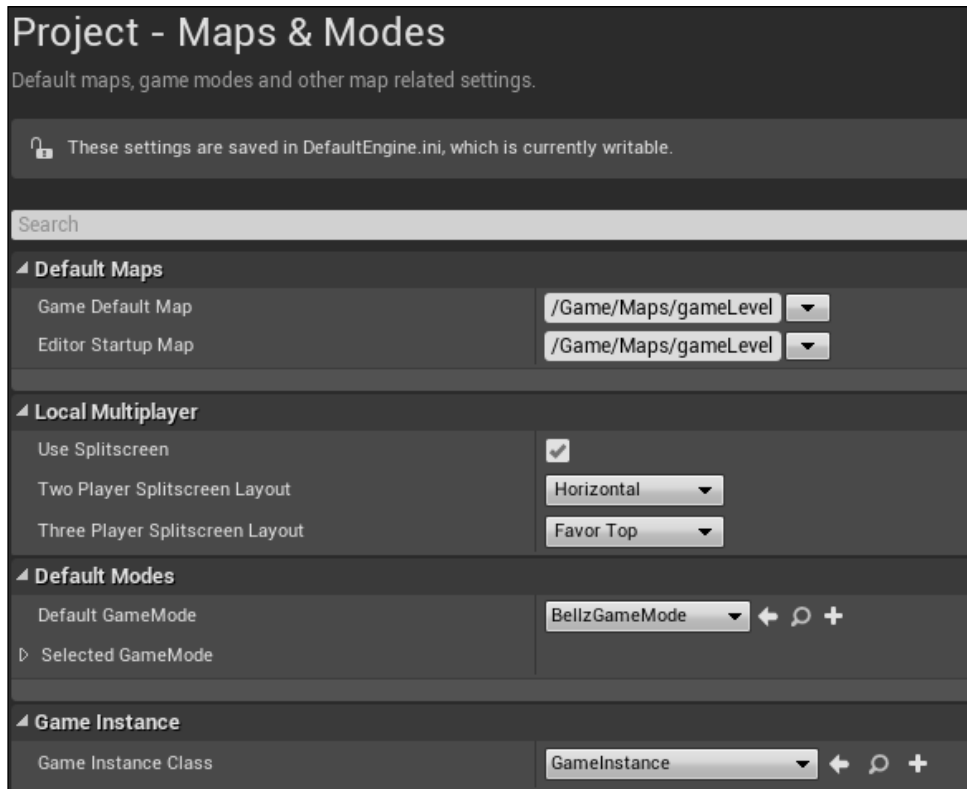 Project - Maps & Modes
Default maps, game modes and other map related settings.
These settings are saved in DefaultEngine.ini, which is currently writable.
Search
Default Maps
Game Default Map /Game/Maps/gameLevel
Editor Startup Map /Game/Maps/gameLevel
Local Multiplayer
Use Splitscreen
Two Player Splitscreen Layout Horizontal
Three Player Splitscreen Layout Favor Top
Default Modes
Default GameMode BellzGameMode
Selected GameMode
Game Instance
Game Instance Class GameInstance